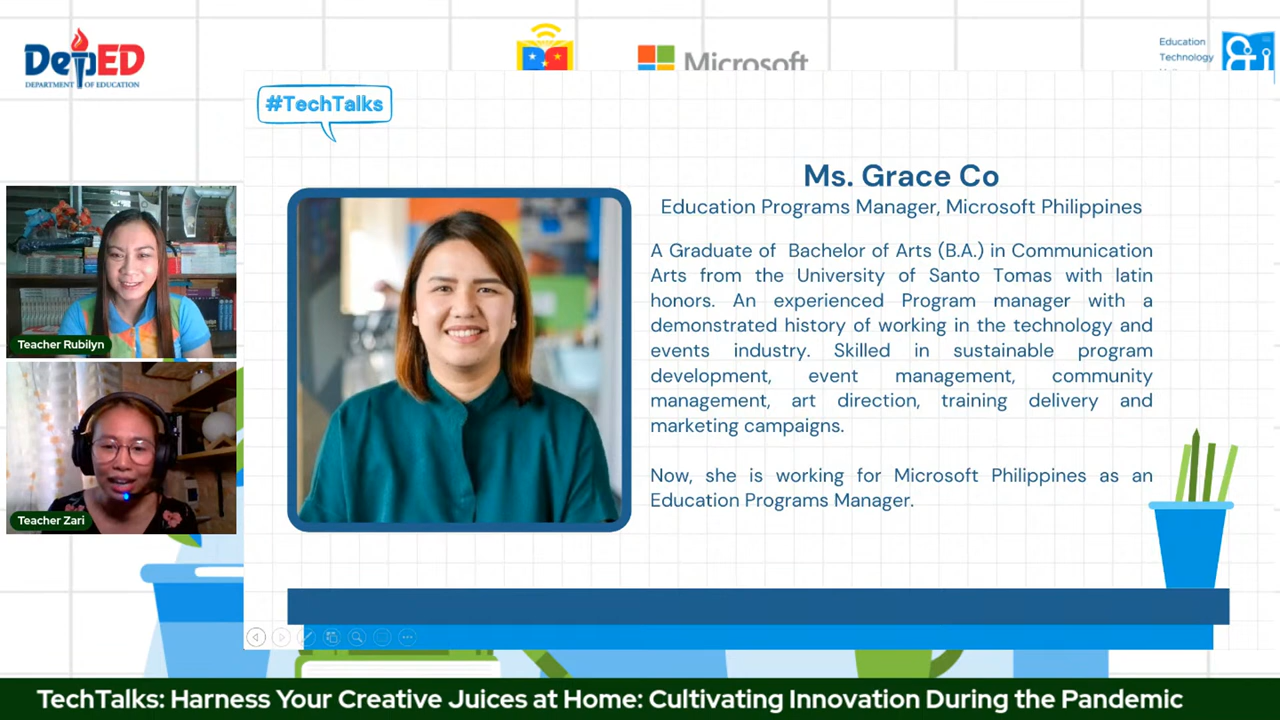 DepED
DEPARTMENT OF EDUCATION
Microsoft
Education
Technology
#TechTalks
Ms. Grace Co
Education Programs Manager, Microsoft Philippines
A Graduate of Bachelor of Arts (B.A.) in Communication
Arts from the University of Santo Tomas with latin
honors. An experienced Program manager with a
demonstrated history of working in the technology and
events industry. Skilled in sustainable program
development, event management, community
management, art direction, training delivery and
marketing campaigns.
Now, she is working for Microsoft Philippines as an
Education Programs Manager.
Teacher Rubilyn
Teacher Zari
TechTalks: Harness Your Creative Juices at Home: Cultivating Innovation During the Pandemic